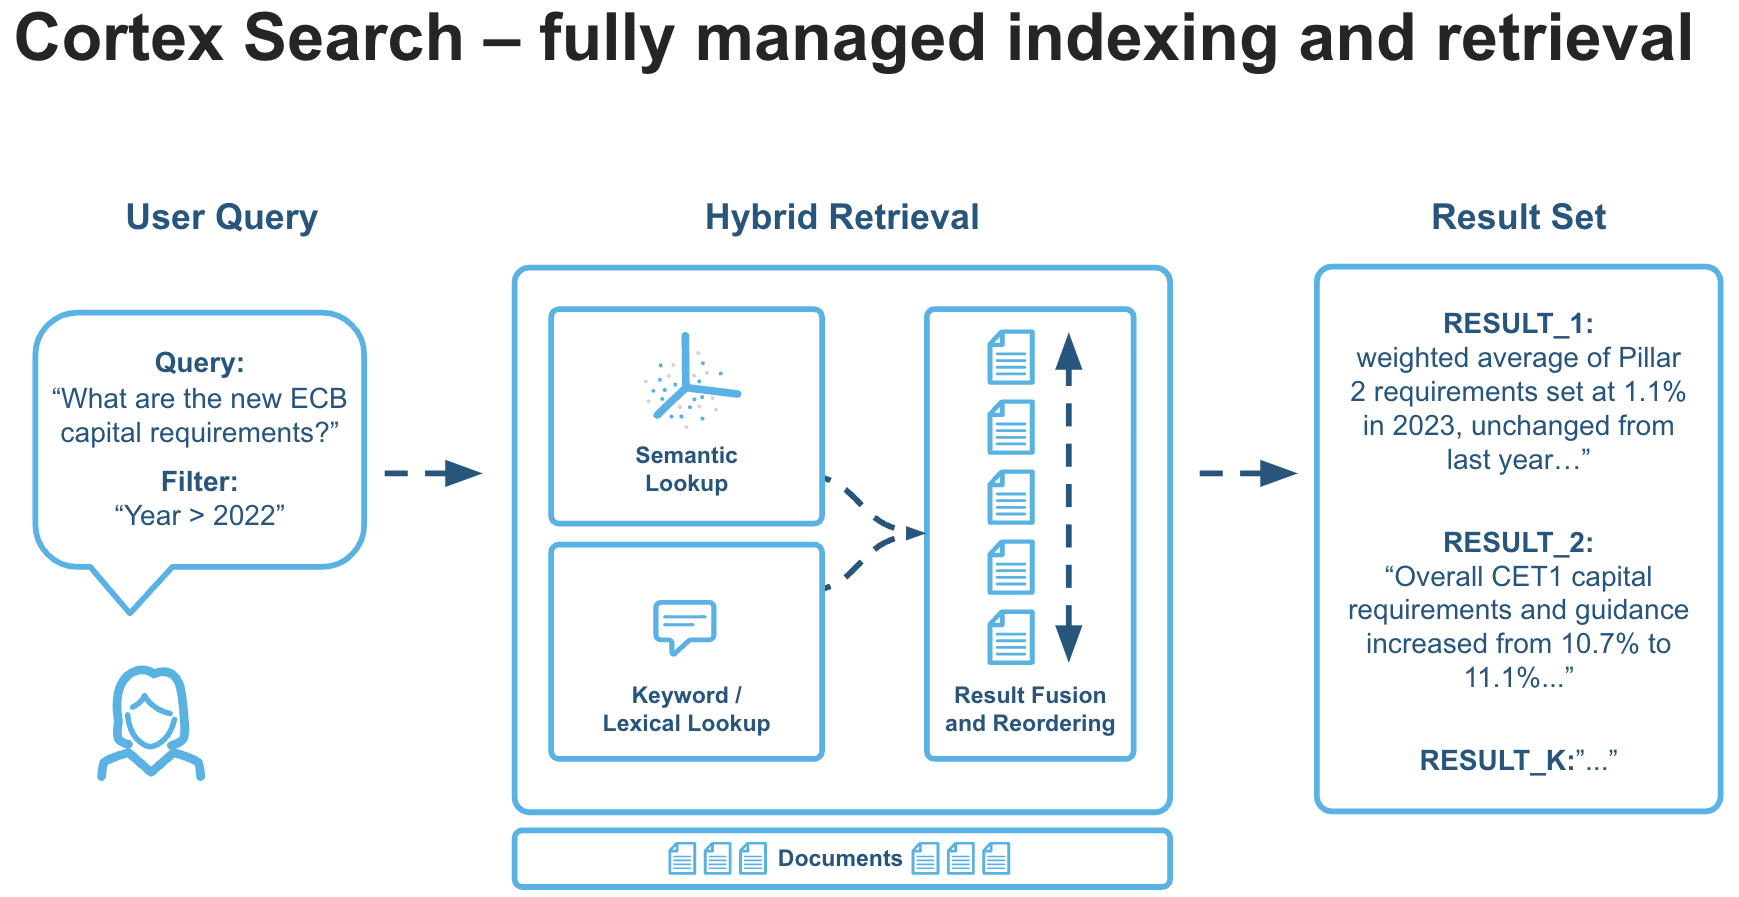 Cortex Search – fully managed indexing and retrieval
User Query
Query:
“What are the new ECB
capital requirements?”
Filter:
“Year > 2022”
Hybrid Retrieval
Semantic
Lookup
Keyword /
Lexical Lookup
Result Fusion
and Reordering
Documents
Result Set
RESULT_1:
weighted average of Pillar
2 requirements set at 1.1%
in 2023, unchanged from
last year…”
RESULT_2:
“Overall CET1 capital
requirements and guidance
increased from 10.7% to
11.1%...”
RESULT_K:”...”